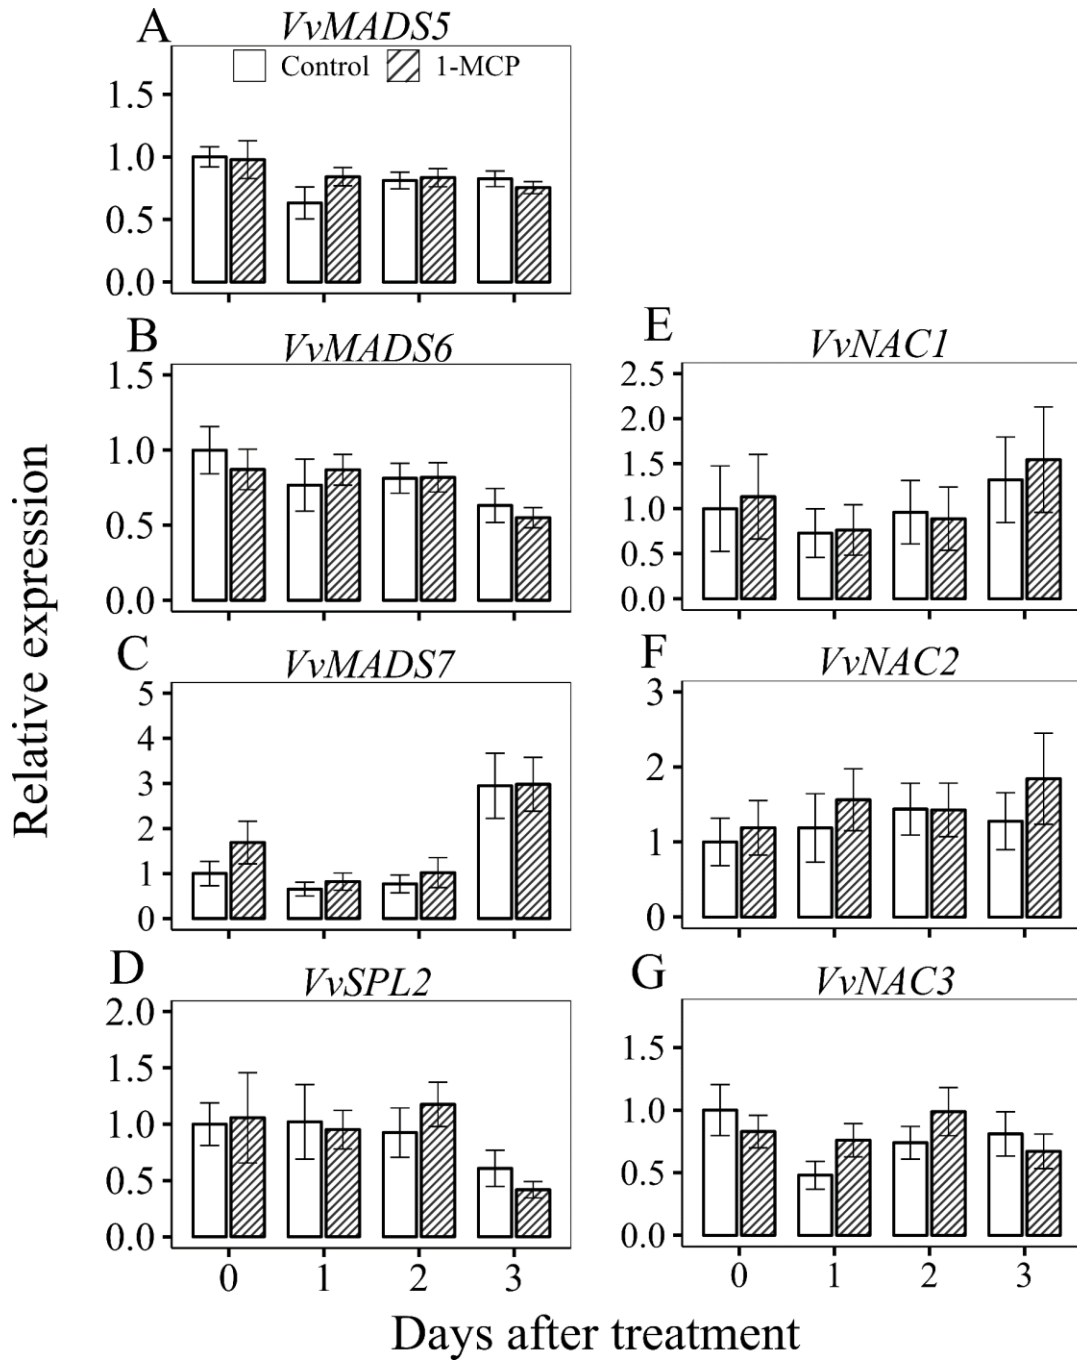 A VvMADS5
Control 1-MCP
1.5
1.0
0.5
0.0
B VvMADS6
1.5
1.0
0.5
0.0
C VvMADS7
5
4
3
2
1
0
D VvSPL2
2.0
1.5
1.0
0.5
0.0
0 1 2 3
E VvNAC1
2.5
2.0
1.5
1.0
0.5
0.0
F VvNAC2
3
2
1
0
G VvNAC3
1.5
1.0
0.5
0.0
0 1 2 3
Relative expression
Days after treatment